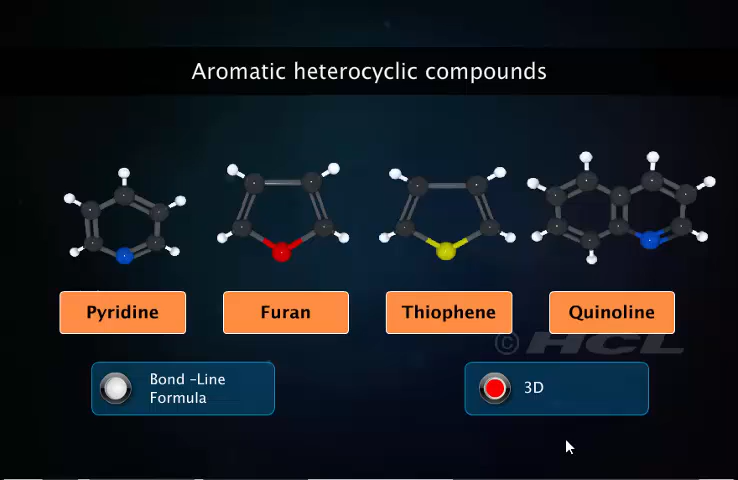 Aromatic heterocyclic compounds
Pyridine
Furan
Thiophene
Quinoline
© HCL
Bond –Line
Formula
3D